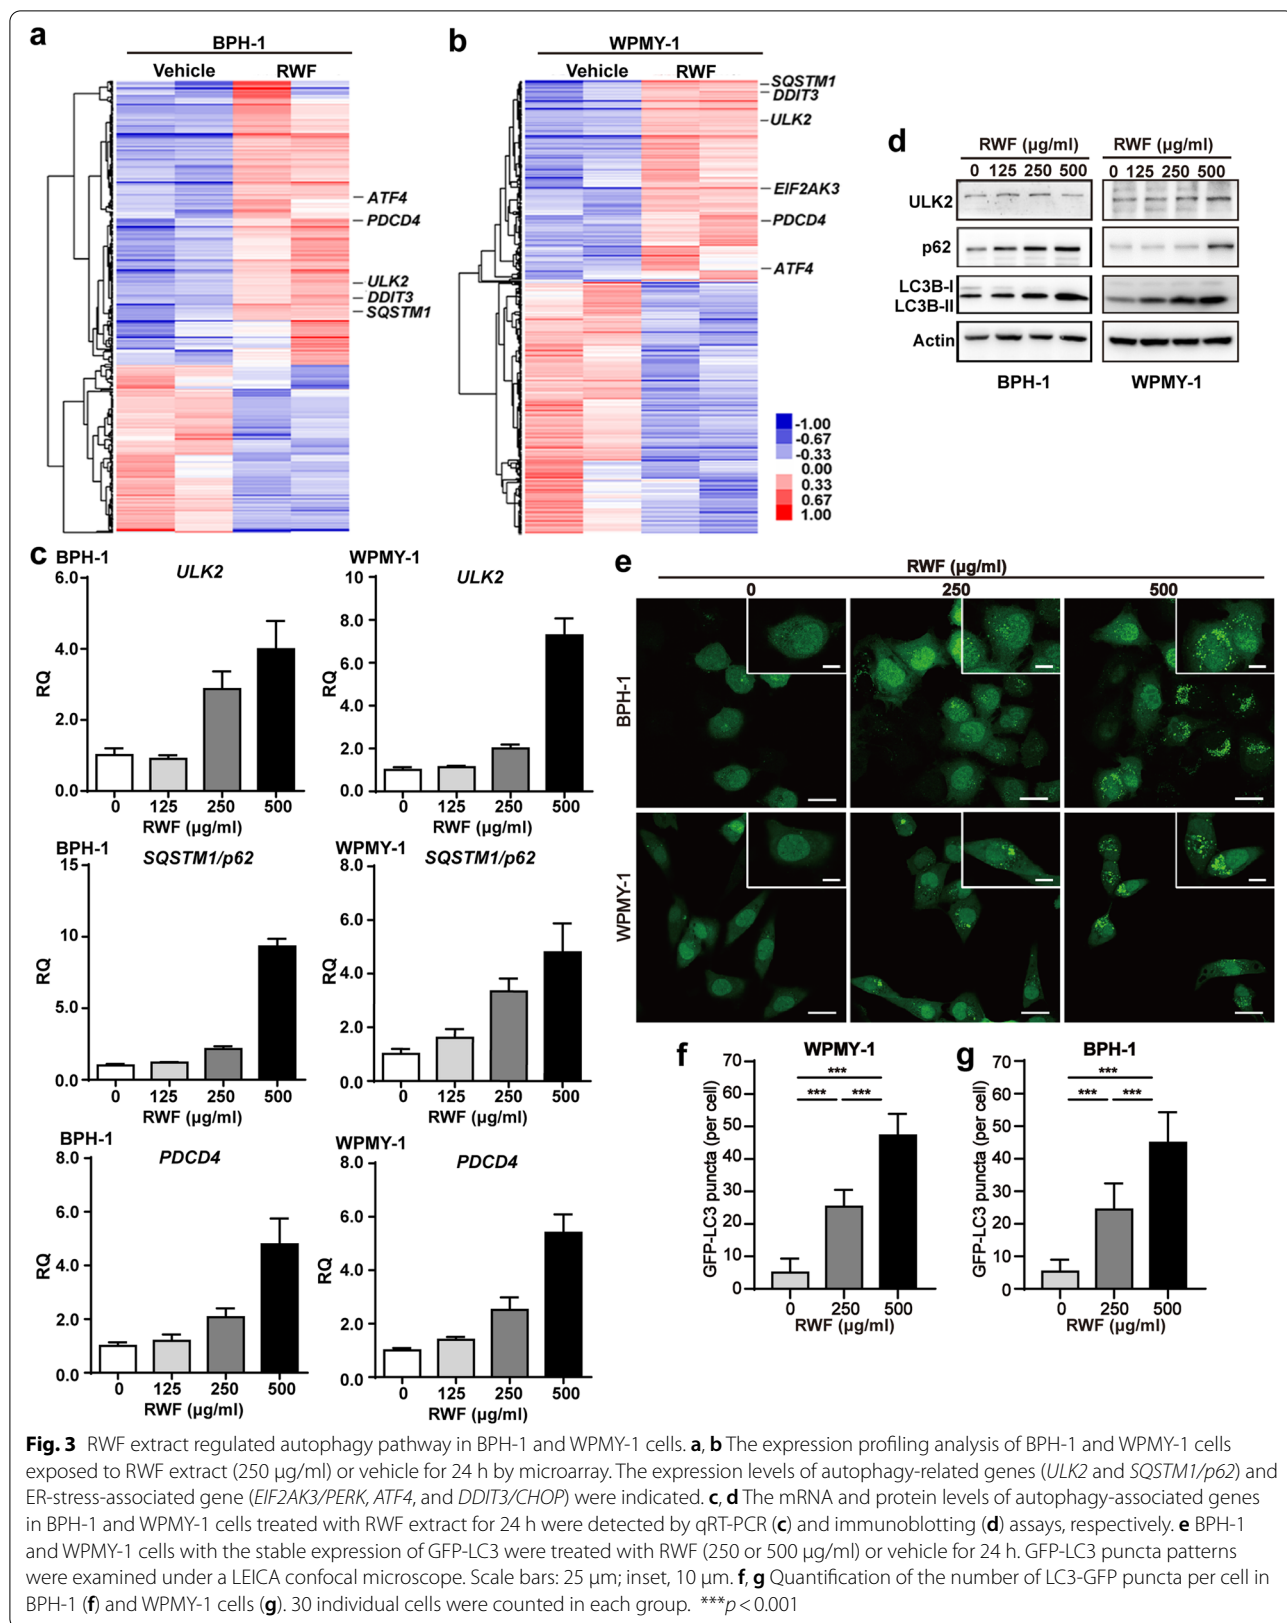 a
BPH-1
Vehicle RWF
ATF4
PDCD4
ULK2
DDIT3
SQSTM1
b
WPMY-1
Vehicle RWF
SQSTM1
DDIT3
ULK2
EIF2AK3
PDCD4
ATF4
-1.00
-0.67
-0.33
0.00
0.33
0.67
1.00
c
BPH-1
ULK2
6.0
4.0
2.0
0.0
RQ
0 125 250 500
RWF (µg/ml)
WPMY-1
ULK2
10
8.0
6.0
4.0
2.0
0.0
RQ
0 125 250 500
RWF (µg/ml)
BPH-1
SQSTM1/p62
15
10
5.0
0.0
RQ
0 125 250 500
RWF (µg/ml)
WPMY-1
SQSTM1/p62
8.0
6.0
4.0
2.0
0.0
RQ
0 125 250 500
RWF (µg/ml)
BPH-1
PDCD4
8.0
6.0
4.0
2.0
0.0
RQ
0 125 250 500
RWF (µg/ml)
WPMY-1
PDCD4
8.0
6.0
4.0
2.0
0.0
RQ
0 125 250 500
RWF (µg/ml)
d
RWF (µg/ml) RWF (µg/ml)
0 125 250 500 0 125 250 500
ULK2
p62
LC3B-I
LC3B-II
Actin
BPH-1 WPMY-1
e
RWF (µg/ml)
0 250 500
BPH-1
WPMY-1
f
WPMY-1
70
60
50
40
30
20
10
0
GFP-LC3 puncta (per cell)
***
*** ***
0 250 500
RWF (µg/ml)
g
BPH-1
70
60
50
40
30
20
10
0
GFP-LC3 puncta (per cell)
***
*** ***
0 250 500
RWF (µg/ml)
Fig. 3 RWF extract regulated autophagy pathway in BPH-1 and WPMY-1 cells. a, b The expression profiling analysis of BPH-1 and WPMY-1 cells
exposed to RWF extract (250 µg/ml) or vehicle for 24 h by microarray. The expression levels of autophagy-related genes (ULK2 and SQSTM1/p62) and
ER-stress-associated gene (EIF2AK3/PERK, ATF4, and DDIT3/CHOP) were indicated. c, d The mRNA and protein levels of autophagy-associated genes
in BPH-1 and WPMY-1 cells treated with RWF extract for 24 h were detected by qRT-PCR (c) and immunoblotting (d) assays, respectively. e BPH-1
and WPMY-1 cells with the stable expression of GFP-LC3 were treated with RWF (250 or 500 µg/ml) or vehicle for 24 h. GFP-LC3 puncta patterns
were examined under a LEICA confocal microscope. Scale bars: 25 µm; inset, 10 µm. f, g Quantification of the number of LC3-GFP puncta per cell in
BPH-1 (f) and WPMY-1 cells (g). 30 individual cells were counted in each group. ***p < 0.001